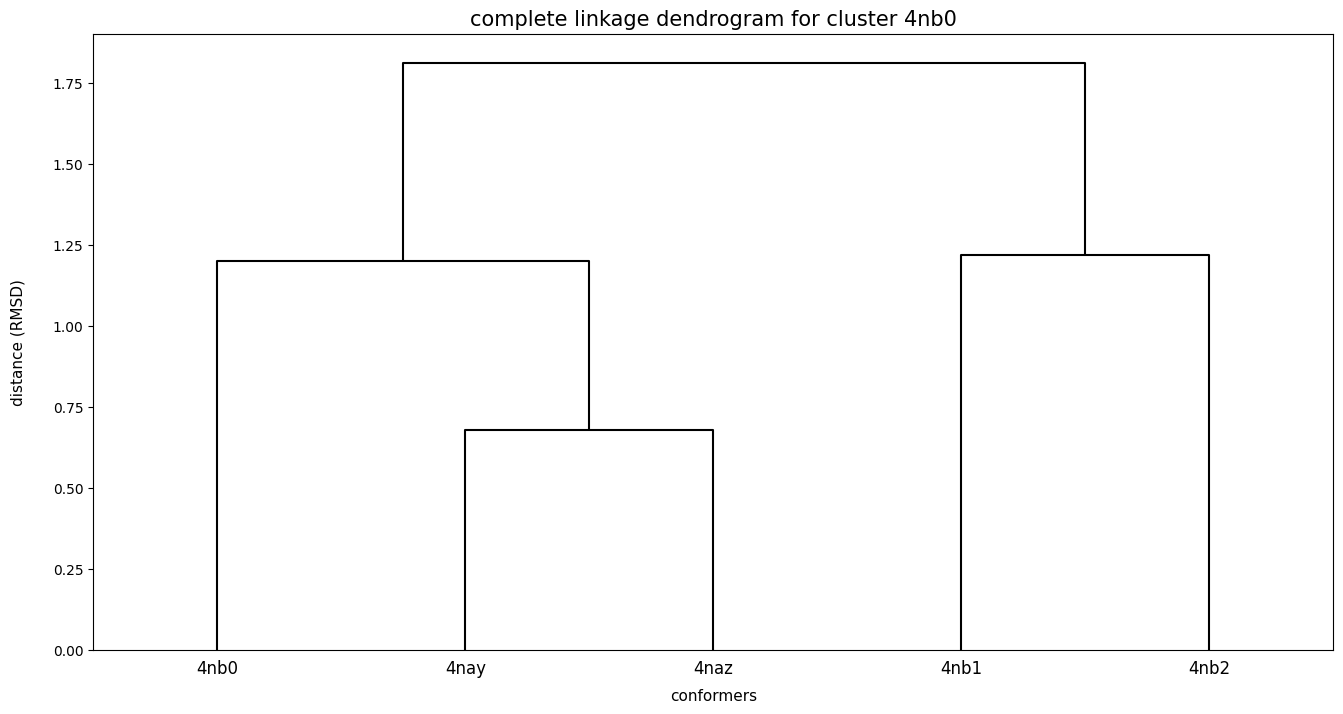 complete linkage dendrogram for cluster 4nb0
1.75
1.50
1.25
1.00
0.75
0.50
0.25
0.00
distance (RMSD)
4nb0 4nay 4naz 4nb1 4nb2
conformers